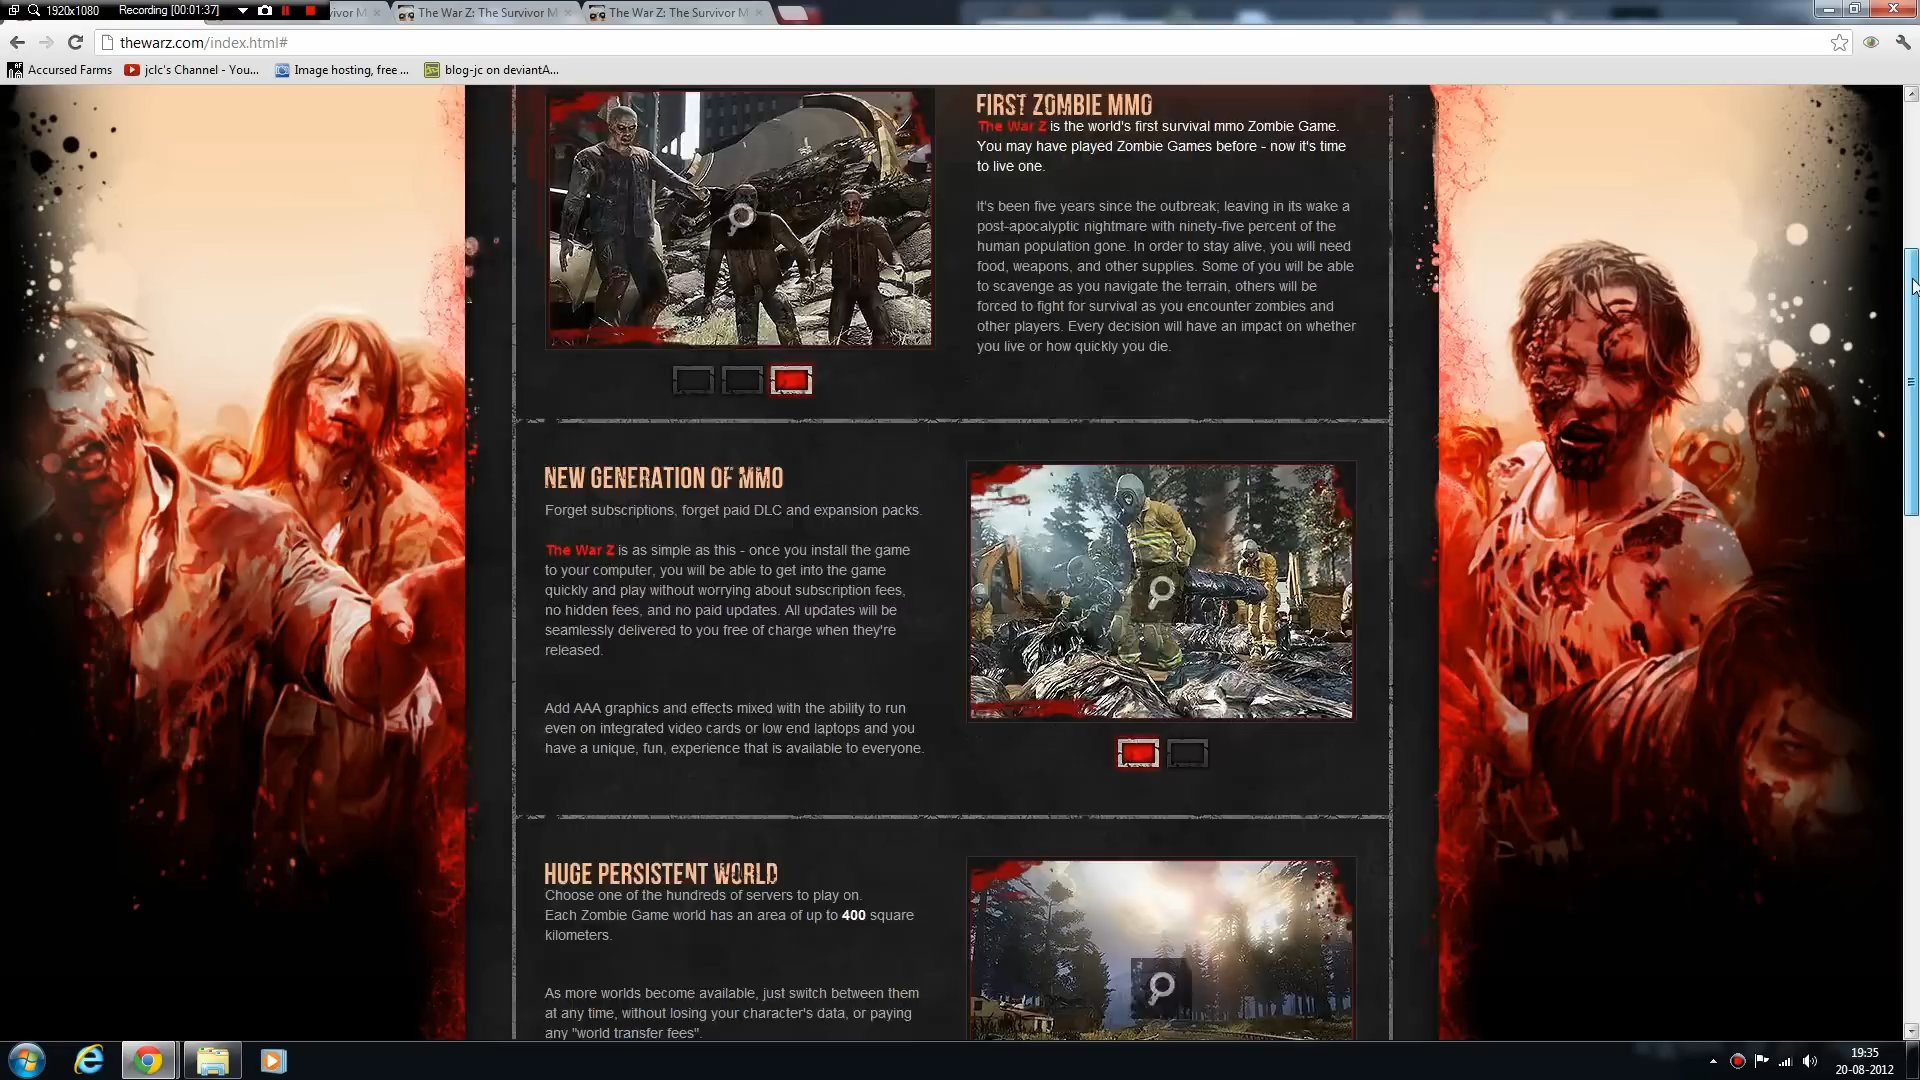 1920x1080 Recording [00:01:37]
vivor M
The War Z: The Survivor M
The War Z: The Survivor M
thewarz.com/index.html#
Accursed Farms
jclc's Channel - You...
Image hosting, free ...
blog-jc on deviantA...
FIRST ZOMBIE MMO
The War Z is the world's first survival mmo Zombie Game.
You may have played Zombie Games before - now it's time
to live one.
It's been five years since the outbreak; leaving in its wake a
post-apocalyptic nightmare with ninety-five percent of the
human population gone. In order to stay alive, you will need
food, weapons, and other supplies. Some of you will be able
to scavenge as you navigate the terrain, others will be
forced to fight for survival as you encounter zombies and
other players. Every decision will have an impact on whether
you live or how quickly you die.
NEW GENERATION OF MMO
Forget subscriptions, forget paid DLC and expansion packs.
The War Z is as simple as this - once you install the game
to your computer, you will be able to get into the game
quickly and play without worrying about subscription fees,
no hidden fees, and no paid updates. All updates will be
seamlessly delivered to you free of charge when they're
released.
Add AAA graphics and effects mixed with the ability to run
even on integrated video cards or low end laptops and you
have a unique, fun, experience that is available to everyone.
HUGE PERSISTENT WORLD
Choose one of the hundreds of servers to play on.
Each Zombie Game world has an area of up to 400 square
kilometers.
As more worlds become available, just switch between them
at any time, without losing your character's data, or paying
any "world transfer fees".
19:35
20-08-2012